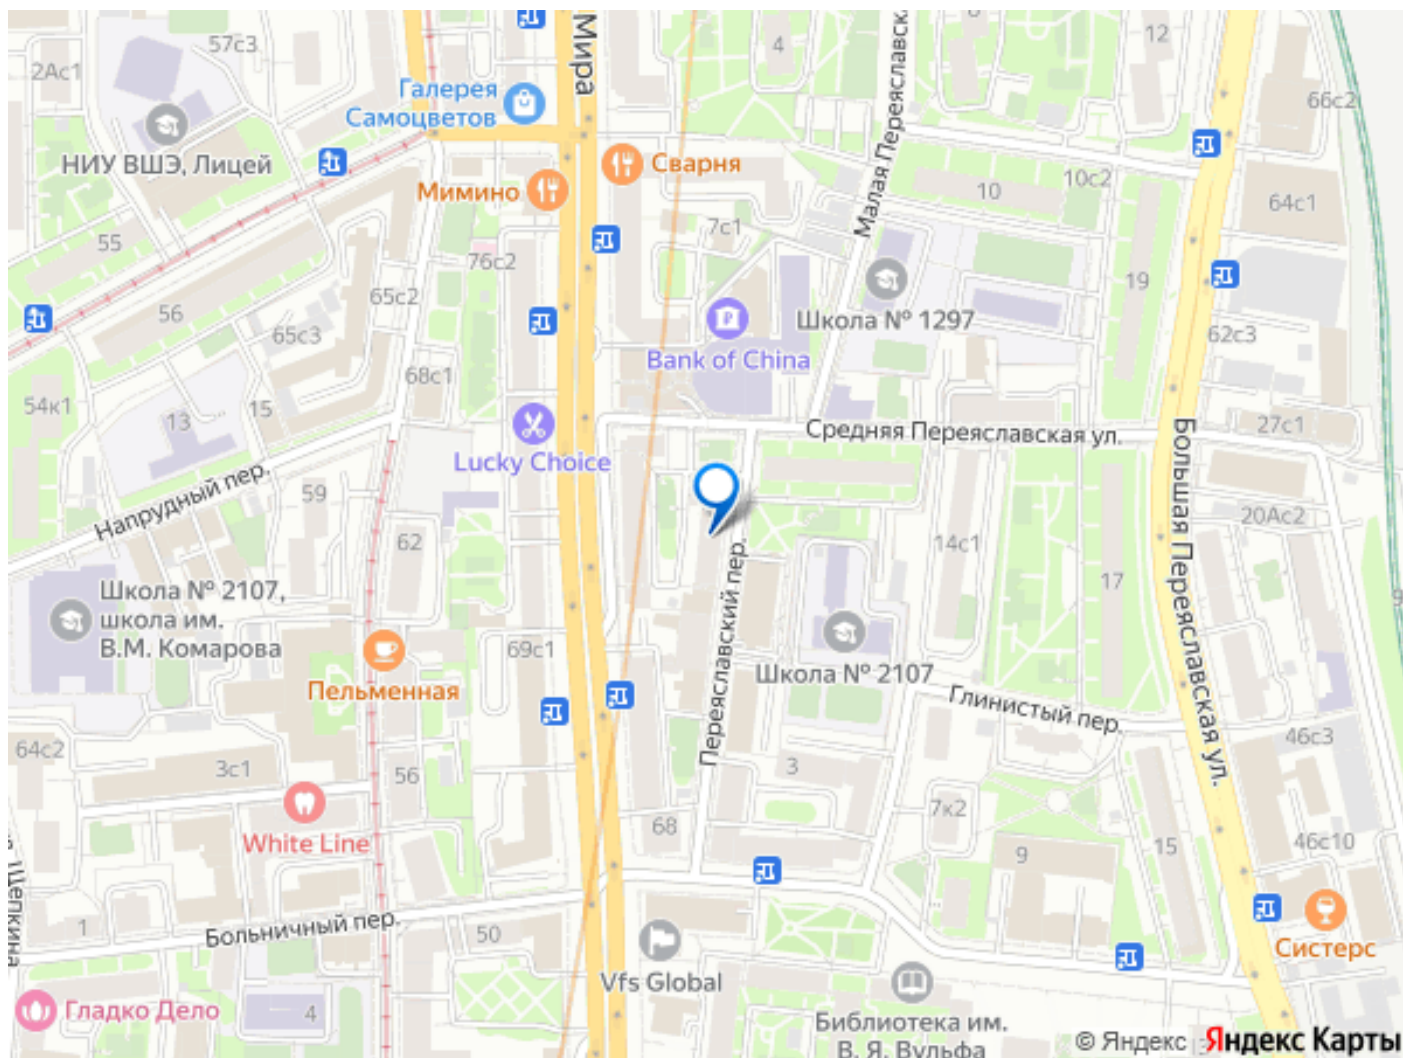 57с3
2Ас1
НИУ ВШЭ, Лицей
Галерея
Самоцветов
Мира
4
12
66с2
Малая Переяславск
Сварня
Мимино
10
10с2
64с1
7с1
55
76с2
19
65с2
56
65с3
Школа № 1297
Bank of China
62с3
68с1
54к1
13
15
Lucky Choice
Средняя Переяславская ул.
27с1
Большая Переяславская ул.
Напрудный пер.
59
62
20Ас2
14с1
17
Переяславский пер.
Школа № 2107,
школа им.
В.М. Комарова
Пельменная
69с1
Школа № 2107
Глинистый пер.
64с2
3с1
56
3
46с3
7к2
White Line
68
9
15
46с10
Щепкина
1
Больничный пер.
50
Vfs Global
Систерс
Гладко Дело
4
Библиотека им.
В. Я. Вульфа
© Яндекс Яндекс Карты